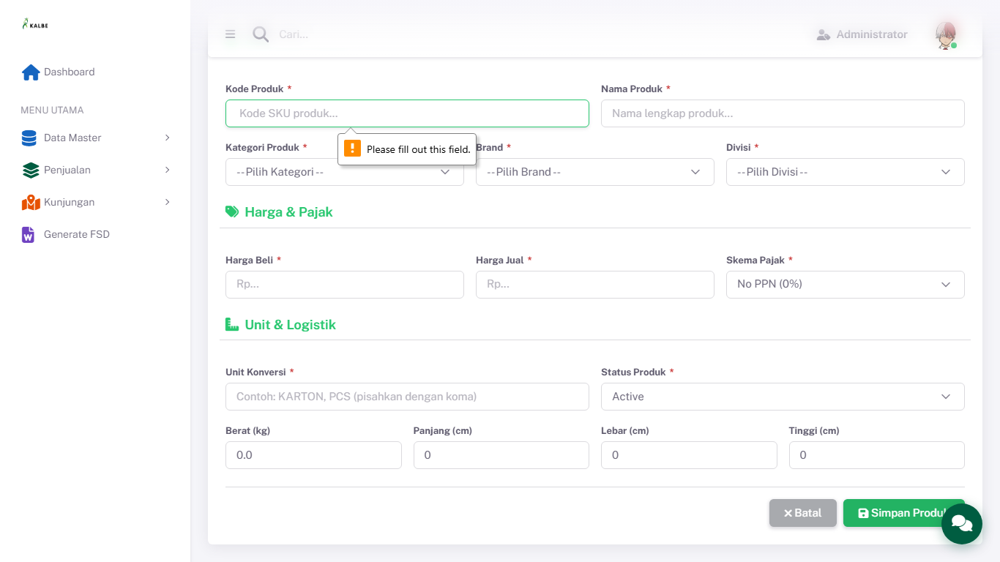 KALBE
Cari...
Administrator
Dashboard
MENU UTAMA
Data Master
Penjualan
Kunjungan
Generate FSD
Kode Produk *
Nama Produk *
Kode SKU produk...
Nama lengkap produk...
Please fill out this field.
Kategori Produk *
Brand *
Divisi *
-- Pilih Kategori --
-- Pilih Brand --
-- Pilih Divisi --
Harga & Pajak
Harga Beli *
Harga Jual *
Skema Pajak *
Rp...
Rp...
No PPN (0%)
Unit & Logistik
Unit Konversi *
Status Produk *
Contoh: KARTON, PCS (pisahkan dengan koma)
Active
Berat (kg)
Panjang (cm)
Lebar (cm)
Tinggi (cm)
0.0
0
0
0
Batal
Simpan Produk